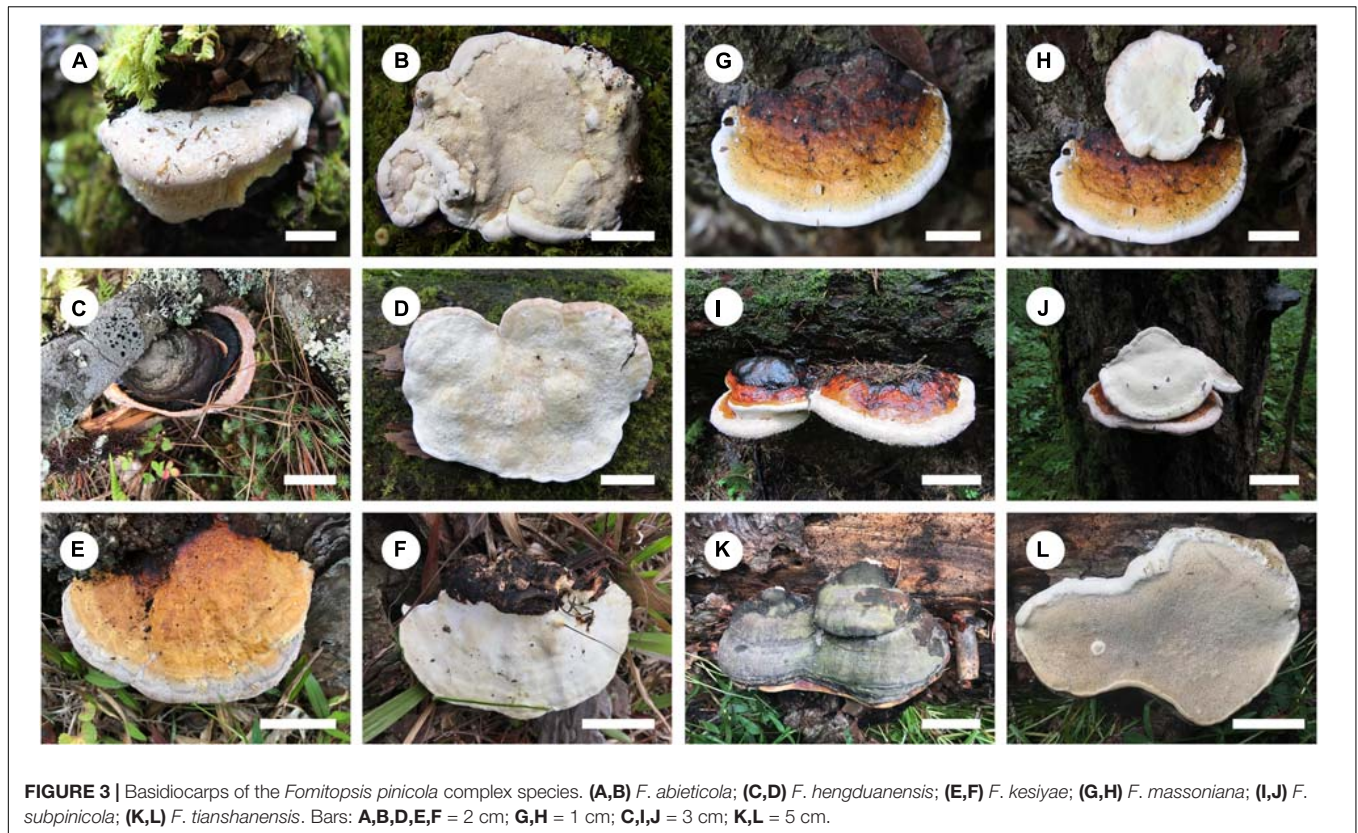 A
B
G
H
C
D
I
J
E
F
K
L
FIGURE 3 | Basidiocarps of the Fomitopsis pinicola complex species. (A,B) F. abieticola; (C,D) F. hengduanensis; (E,F) F. kesiyae; (G,H) F. massoniana; (I,J) F.
subpinicola; (K,L) F. tianshanensis. Bars: A,B,D,E,F = 2 cm; G,H = 1 cm; C,I,J = 3 cm; K,L = 5 cm.